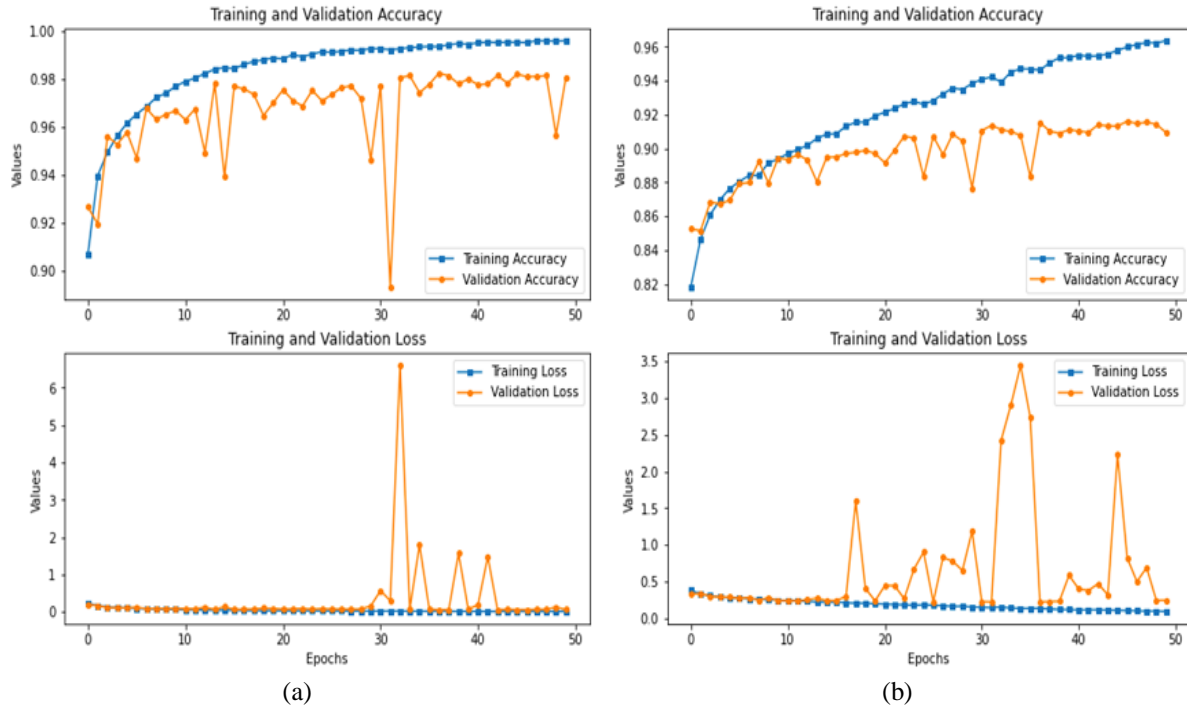 Training and Validation Accuracy
Values
1.00
0.98
0.96
0.94
0.92
0.90
Training Accuracy
Validation Accuracy
0 10 20 30 40 50
Training and Validation Loss
Values
6
5
4
3
2
1
0
Training Loss
Validation Loss
0 10 20 30 40 50
Epochs
(a)
Training and Validation Accuracy
Values
0.96
0.94
0.92
0.90
0.88
0.86
0.84
0.82
Training Accuracy
Validation Accuracy
0 10 20 30 40 50
Training and Validation Loss
Values
3.5
3.0
2.5
2.0
1.5
1.0
0.5
0.0
Training Loss
Validation Loss
0 10 20 30 40 50
Epochs
(b)